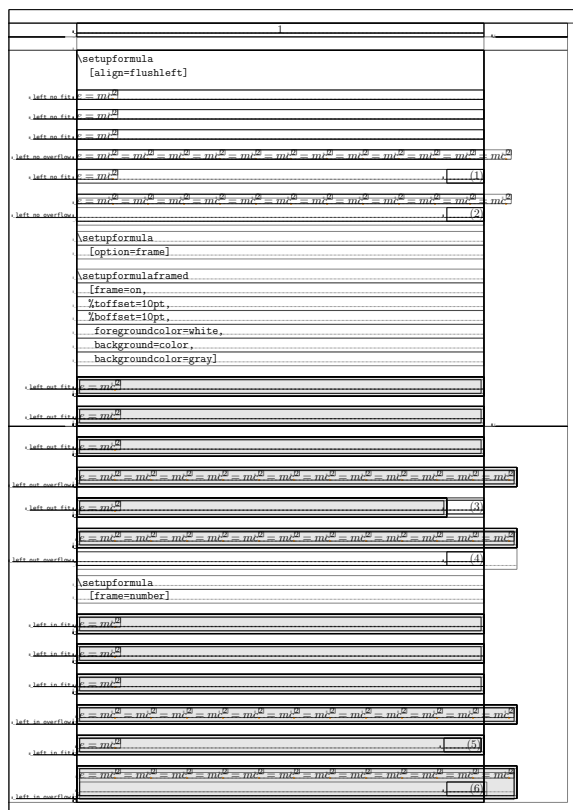 1
\setupformula
[align=flushleft]
left no fit e = mc²
left no fit e = mc²
left no fit e = mc²
left no overflow e = mc² = mc² = mc² = mc² = mc² = mc² = mc² = mc² = mc² = mc² = mc² = mc²
left no fit e = mc² (1)
e = mc² = mc² = mc² = mc² = mc² = mc² = mc² = mc² = mc² = mc² = mc² = mc²
left no overflow (2)
\setupformula
[option=frame]
\setupformulaframed
[frame=on,
%toffset=10pt,
%boffset=10pt,
foregroundcolor=white,
background=color,
backgroundcolor=gray]
left out fit e = mc²
left out fit e = mc²
left out fit e = mc²
e = mc² = mc² = mc² = mc² = mc² = mc² = mc² = mc² = mc² = mc² = mc² = mc²
left out overflow
left out fit e = mc² (3)
e = mc² = mc² = mc² = mc² = mc² = mc² = mc² = mc² = mc² = mc² = mc² = mc²
left out overflow (4)
\setupformula
[frame=number]
left in fit e = mc²
left in fit e = mc²
left in fit e = mc²
e = mc² = mc² = mc² = mc² = mc² = mc² = mc² = mc² = mc² = mc² = mc² = mc²
left in overflow
left in fit e = mc² (5)
e = mc² = mc² = mc² = mc² = mc² = mc² = mc² = mc² = mc² = mc² = mc² = mc²
left in overflow (6)